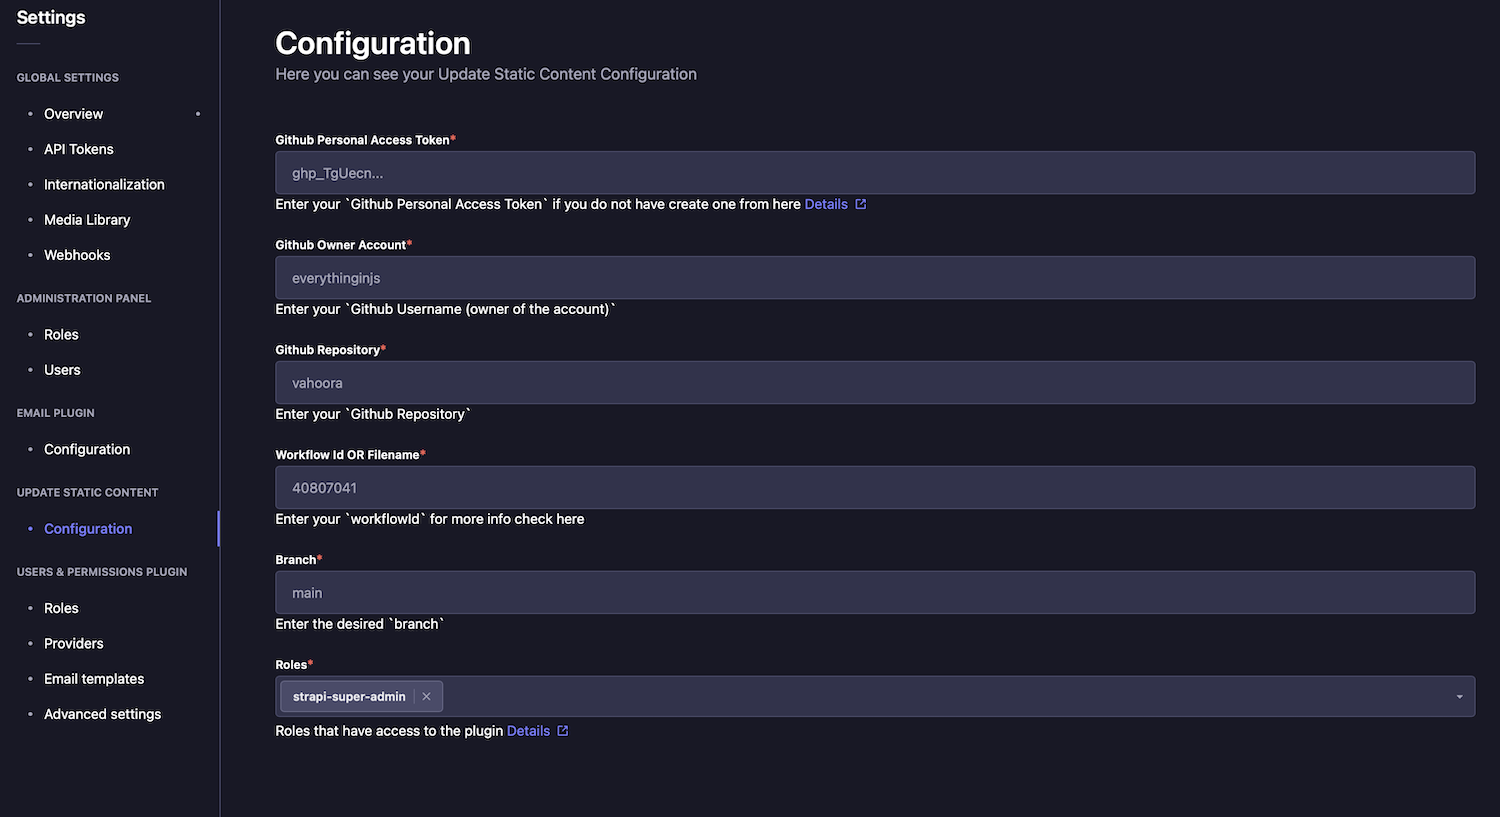 Settings
GLOBAL SETTINGS
Overview
API Tokens
Internationalization
Media Library
Webhooks
ADMINISTRATION PANEL
Roles
Users
EMAIL PLUGIN
Configuration
UPDATE STATIC CONTENT
Configuration
USERS & PERMISSIONS PLUGIN
Roles
Providers
Email templates
Advanced settings
Configuration
Here you can see your Update Static Content Configuration
Github Personal Access Token*
ghp_TgUecn...
Enter your `Github Personal Access Token` if you do not have create one from here Details
Github Owner Account*
everythinginjs
Enter your `Github Username (owner of the account)`
Github Repository*
vahoora
Enter your `Github Repository`
Workflow Id OR Filename*
40807041
Enter your `workflowId` for more info check here
Branch*
main
Enter the desired `branch`
Roles*
strapi-super-admin
Roles that have access to the plugin Details